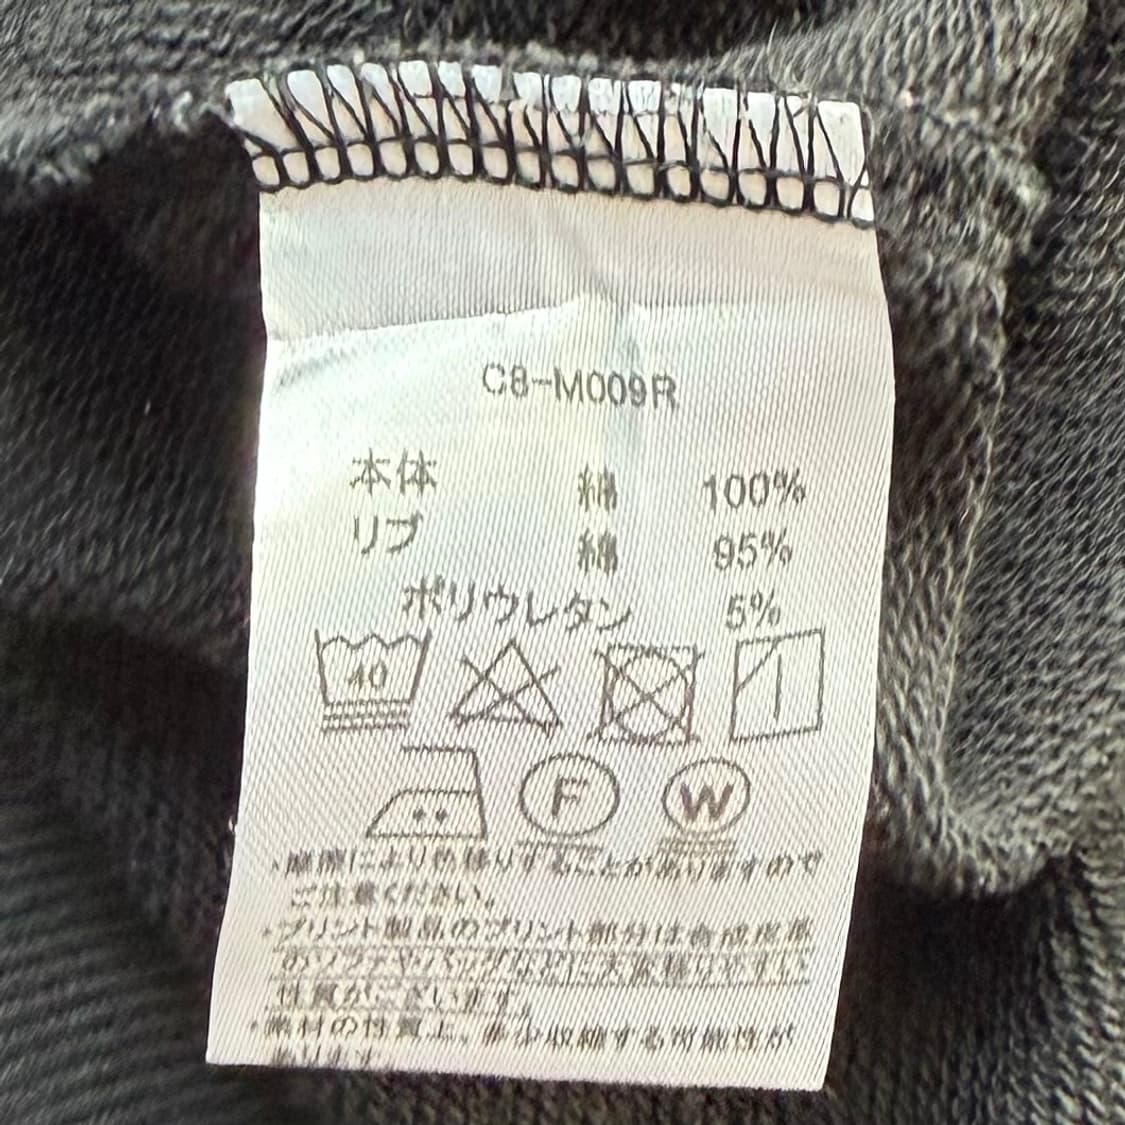 C8-M009R
本体 綿 100%
リブ 綿 95%
ポリウレタン 5%
40
F W
・摩擦により色移りすることがありますので
ご注意ください。
・プリント製品のプリント部分は合成皮革
のソファやバッグなどに大変移りやすい
性質がございます。
・素材の性質上、多少収縮する可能性が
あります